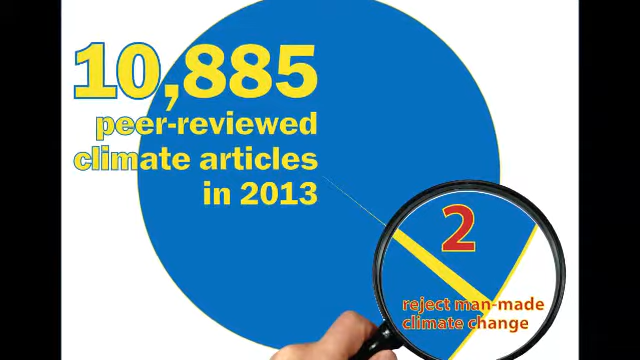 10,885
peer-reviewed
climate articles
in 2013
2
reject man-made
climate change